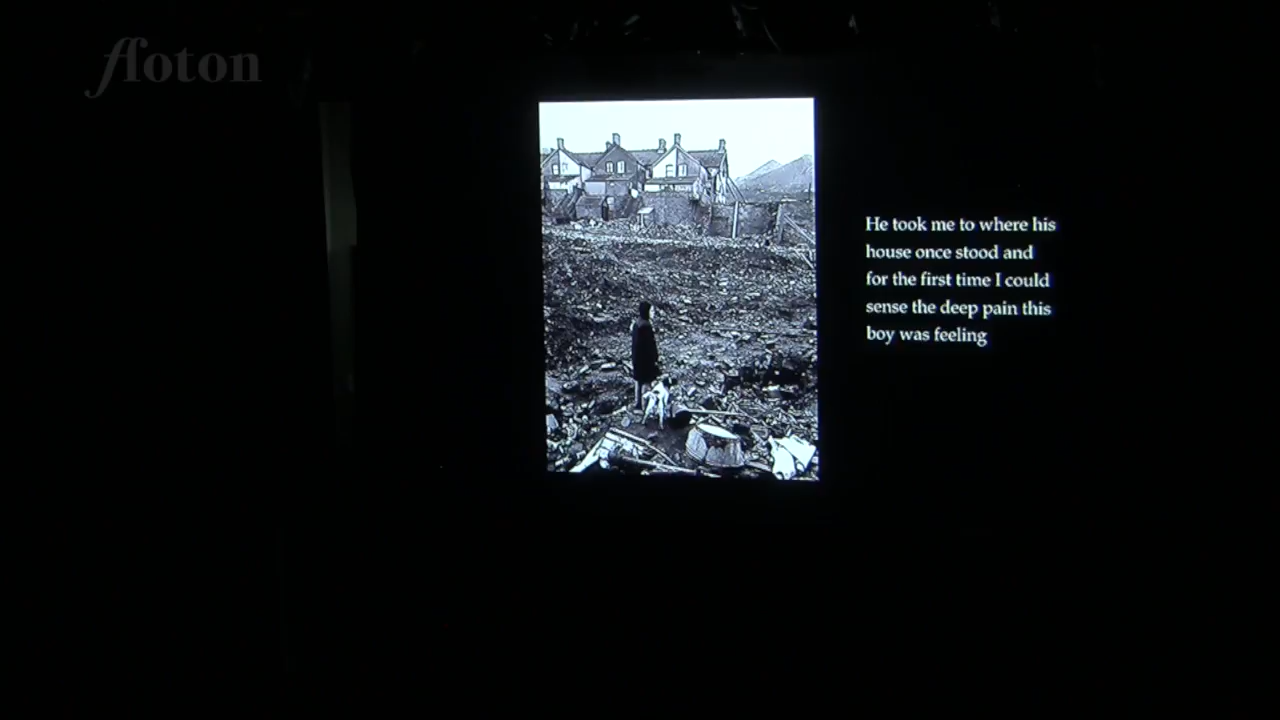 ffoton
He took me to where his
house once stood and
for the first time I could
sense the deep pain this
boy was feeling